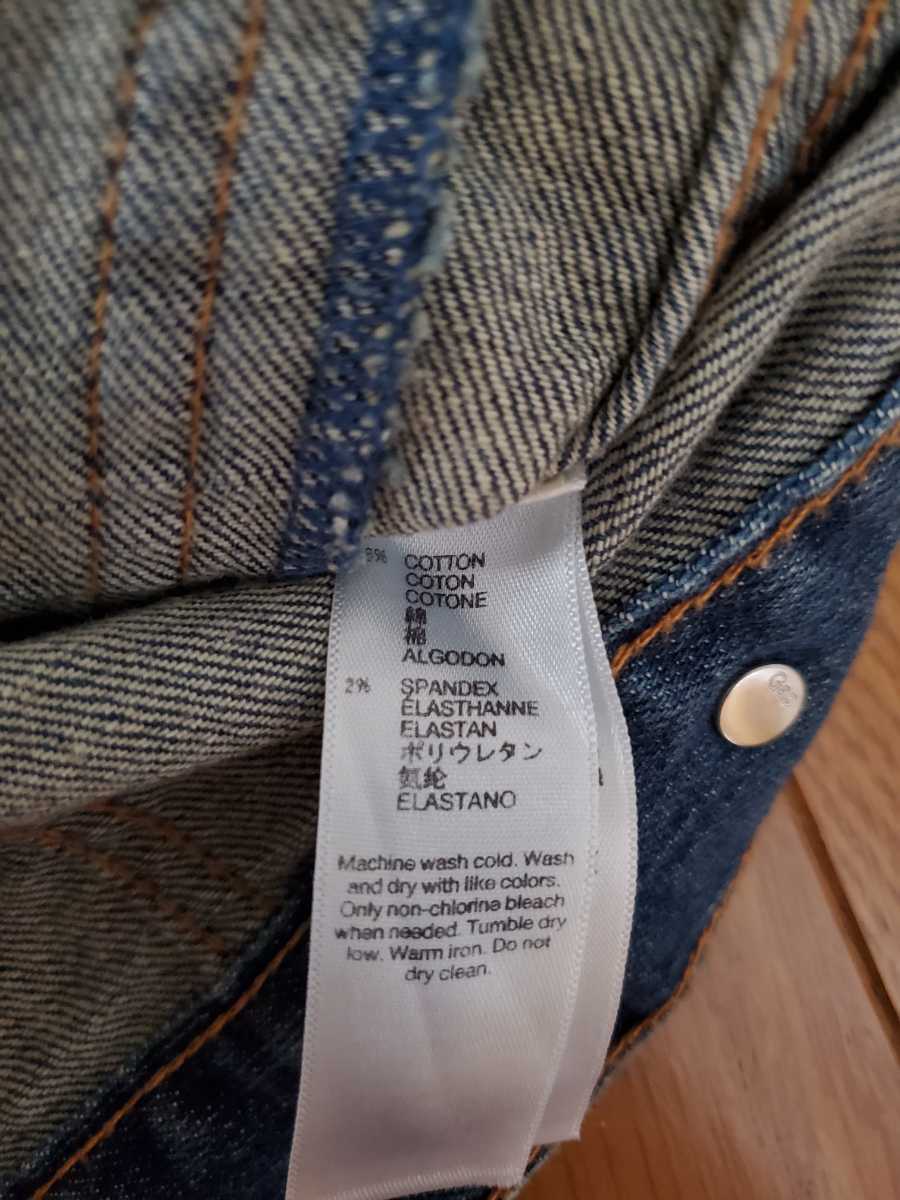 8% COTTON
COTON
COTONE
綿
棉
ALGODON
2% SPANDEX
ELASTHANNE
ELASTAN
ポリウレタン
氨纶
ELASTANO
Machine wash cold. Wash
and dry with like colors.
Only non-chlorine bleach
when needed. Tumble dry
low. Warm iron. Do not
dry clean.